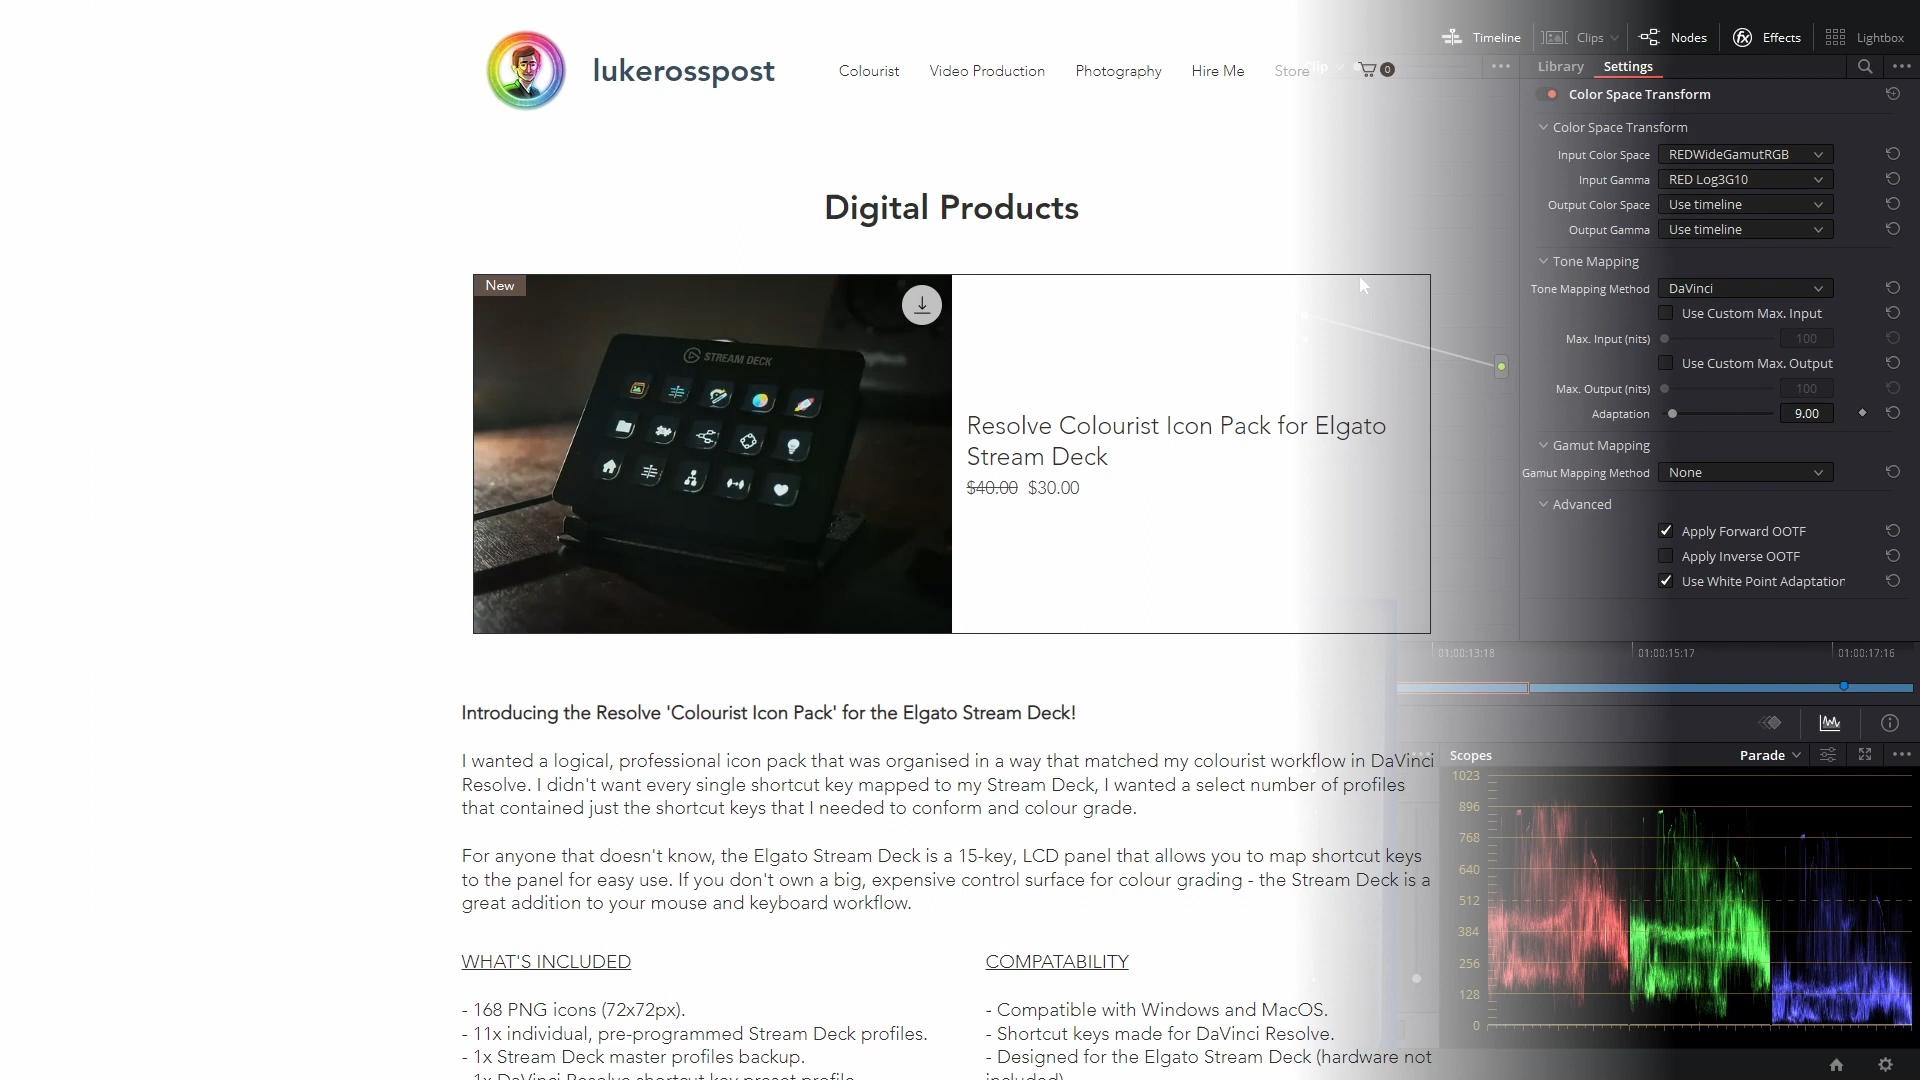 lukerosspost
Colourist
Video Production
Photography
Hire Me
Store
0
Digital Products
New
STREAM DECK
Resolve Colourist Icon Pack for Elgato
Stream Deck
$40.00 $30.00
Introducing the Resolve 'Colourist Icon Pack' for the Elgato Stream Deck!
I wanted a logical, professional icon pack that was organised in a way that matched my colourist workflow in DaVinci
Resolve. I didn't want every single shortcut key mapped to my Stream Deck, I wanted a select number of profiles
that contained just the shortcut keys that I needed to conform and colour grade.
For anyone that doesn't know, the Elgato Stream Deck is a 15-key, LCD panel that allows you to map shortcut keys
to the panel for easy use. If you don't own a big, expensive control surface for colour grading - the Stream Deck is a
great addition to your mouse and keyboard workflow.
WHAT'S INCLUDED
- 168 PNG icons (72x72px).
- 11x individual, pre-programmed Stream Deck profiles.
- 1x Stream Deck master profiles backup.
- 1x DaVinci Resolve shortcut key preset profile
COMPATABILITY
- Compatible with Windows and MacOS.
- Shortcut keys made for DaVinci Resolve.
- Designed for the Elgato Stream Deck (hardware not
included)
Timeline
Clips
Nodes
Effects
Lightbox
Clip
Library
Settings
Color Space Transform
Color Space Transform
Input Color Space REDWideGamutRGB
Input Gamma RED Log3G10
Output Color Space Use timeline
Output Gamma Use timeline
Tone Mapping
Tone Mapping Method DaVinci
Use Custom Max. Input
Max. Input (nits) 100
Use Custom Max. Output
Max. Output (nits) 100
Adaptation 9.00
Gamut Mapping
Gamut Mapping Method None
Advanced
Apply Forward OOTF
Apply Inverse OOTF
Use White Point Adaptation
01:00:13:18
01:00:15:17
01:00:17:16
Scopes
Parade
1023
896
768
640
512
384
256
128
0